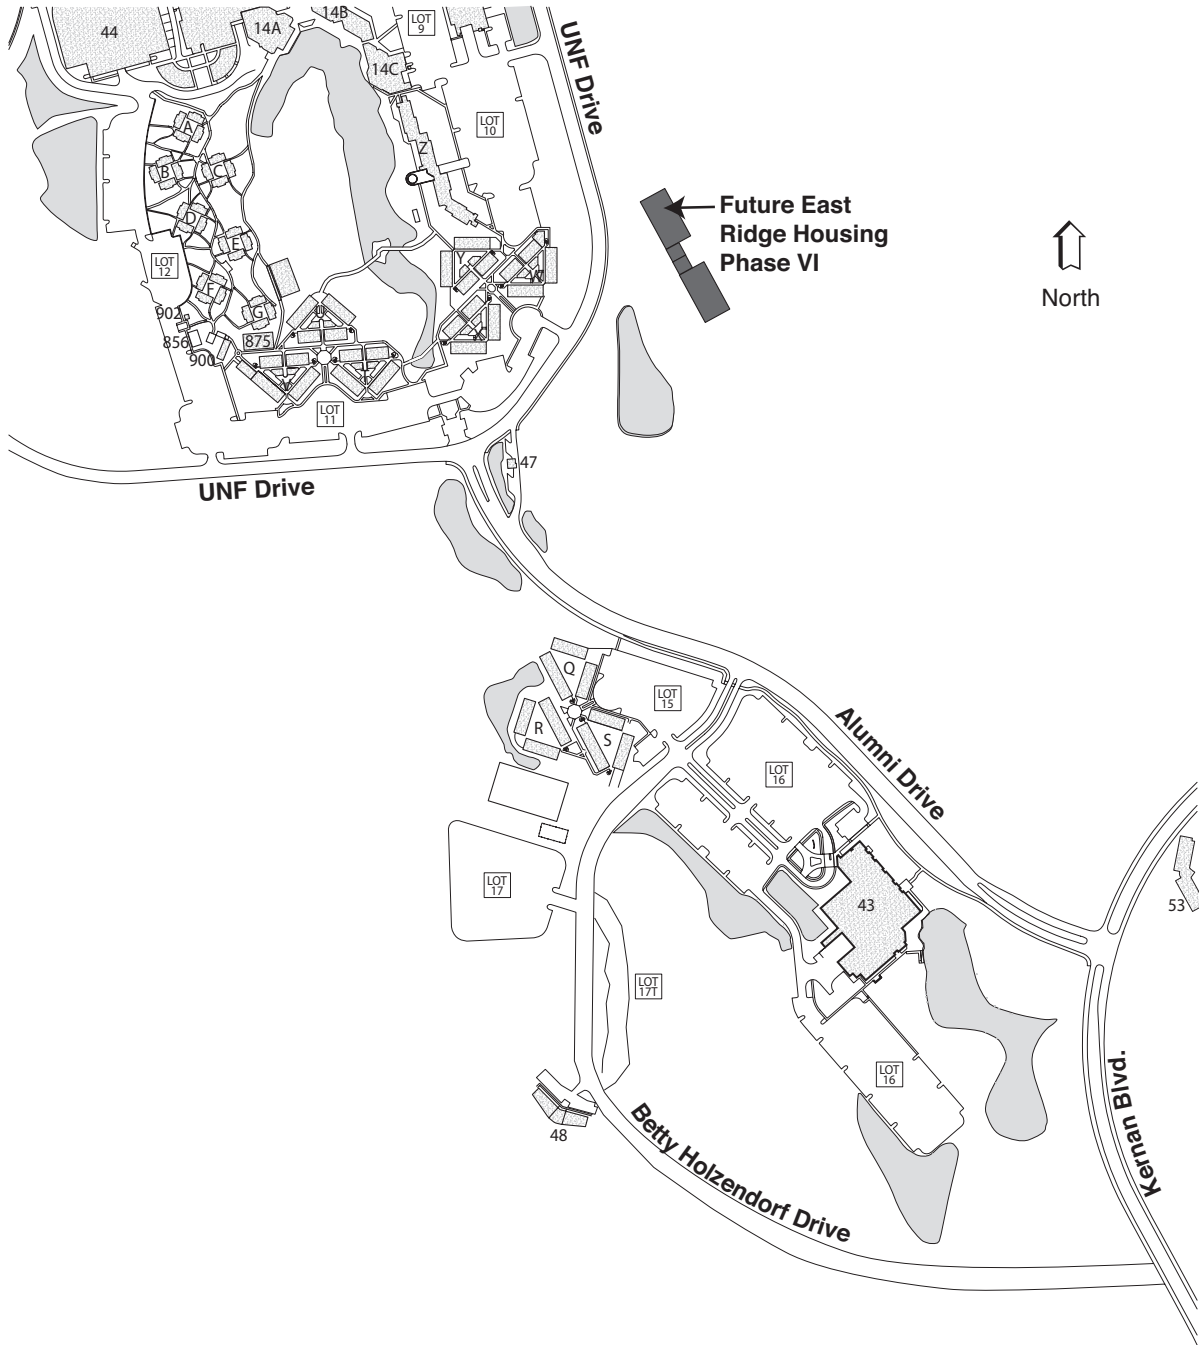 14B
LOT
9
44
14A
14C
UNF Drive
LOT
10
A
Z
B
C
D
E
Future East
Ridge Housing
Phase VI
Y
North
LOT
12
F
G
902
856
875
900
LOT
11
47
UNF Drive
Q
LOT
15
R
S
LOT
16
Alumni Drive
LOT
17
43
53
LOT
17T
LOT
16
Kernan Blvd.
48
Betty Holzendorf Drive